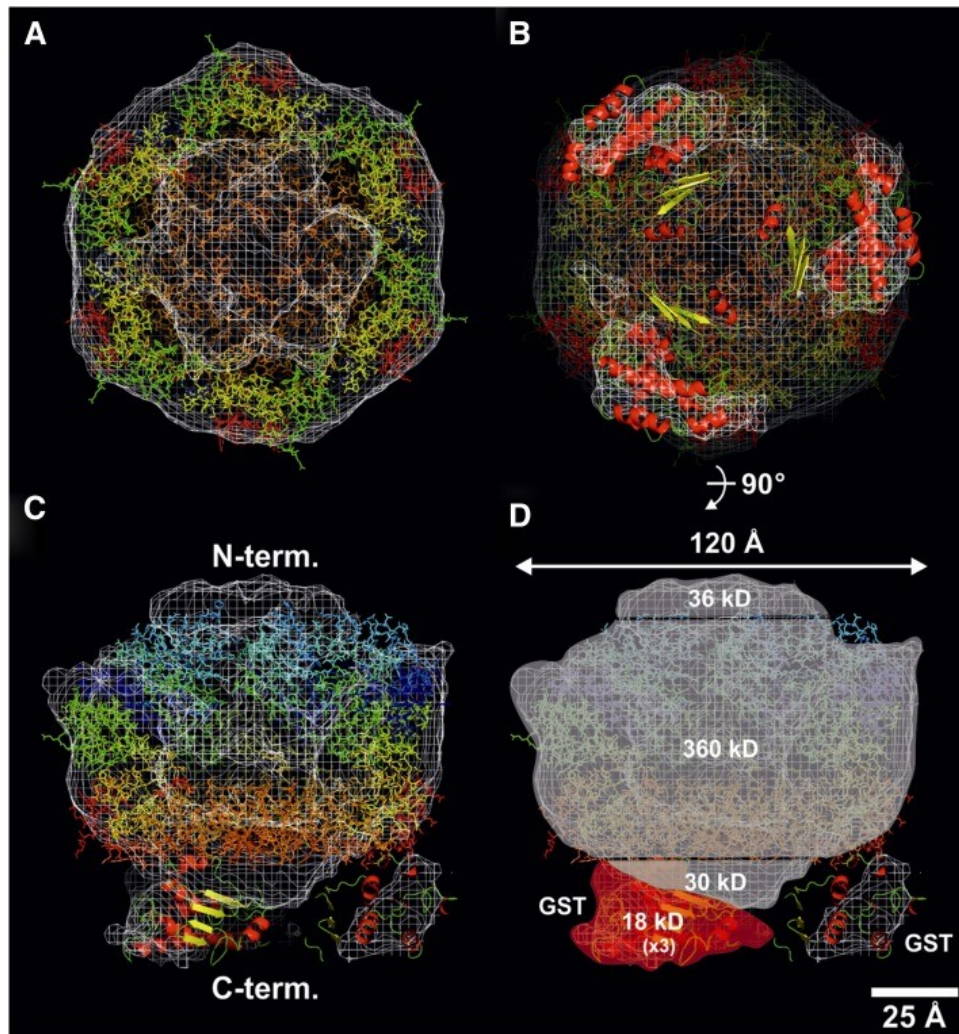 A
B
90°
C
N-term.
C-term.
D
120 Å
36 kD
360 kD
30 kD
GST
18 kD
(x3)
GST
25 Å